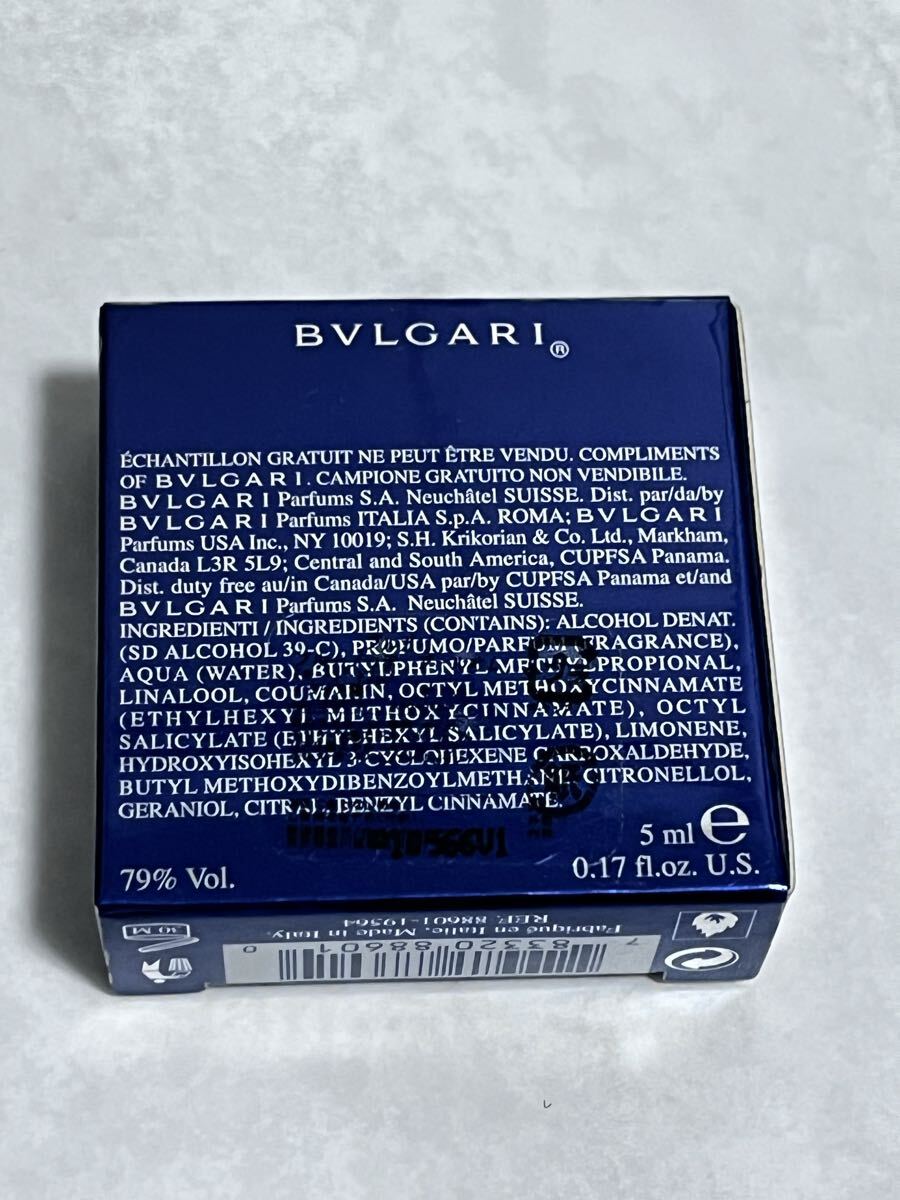 BVLGARI®
ÉCHANTILLON GRATUIT NE PEUT ÊTRE VENDU. COMPLIMENTS
OF BVLGARI. CAMPIONE GRATUITO NON VENDIBILE.
BVLGARI Parfums S.A. Neuchâtel SUISSE. Dist. par/da/by
BVLGARI Parfums ITALIA S.p.A. ROMA; BVLGARI
Parfums USA Inc., NY 10019; S.H. Krikorian & Co. Ltd., Markham,
Canada L3R 5L9; Central and South America, CUPFSA Panama.
Dist. duty free au/in Canada/USA par/by CUPFSA Panama et/and
BVLGARI Parfums S.A. Neuchâtel SUISSE.
INGREDIENTI / INGREDIENTS (CONTAINS): ALCOHOL DENAT.
(SD ALCOHOL 39-C), PROFUMO/PARFUM (FRAGRANCE),
AQUA (WATER), BUTYLPHENYL METHYLPROPIONAL,
LINALOOL, COUMARIN, OCTYL METHOXYCINNAMATE
(ETHYLHEXYL METHOXYCINNAMATE), OCTYL
SALICYLATE (ETHYLHEXYL SALICYLATE), LIMONENE,
HYDROXYISOHEXYL 3-CYCLOHEXENE CARBOXALDEHYDE,
BUTYL METHOXYDIBENZOYLMETHANE, CITRONELLOL,
GERANIOL, CITRAL, BENZYL CINNAMATE.
5 ml e
79% Vol.
0.17 fl.oz. U.S.
30 M
Fabriqué en Italie. Made in Italy.
REF. 88601-19564
7 83320 88601 0